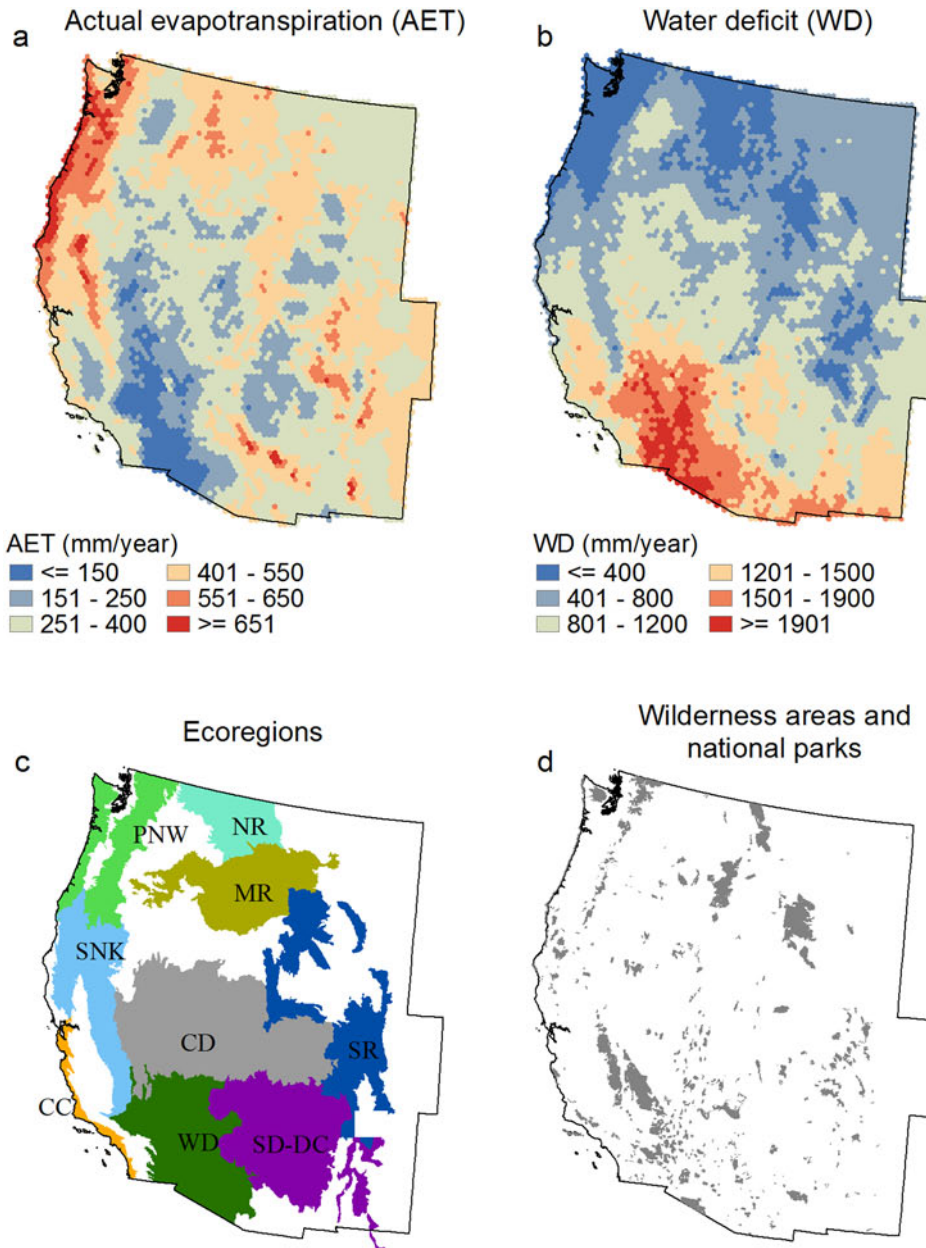 Actual evapotranspiration (AET)
Water deficit (WD)
a
b
AET (mm/year)
<= 150
401 - 550
151 - 250
551 - 650
251 - 400
>= 651
WD (mm/year)
<= 400
1201 - 1500
401 - 800
1501 - 1900
801 - 1200
>= 1901
Ecoregions
Wilderness areas and
national parks
c
d
PNW
NR
MR
SNK
CD
SR
CC
WD
SD-DC